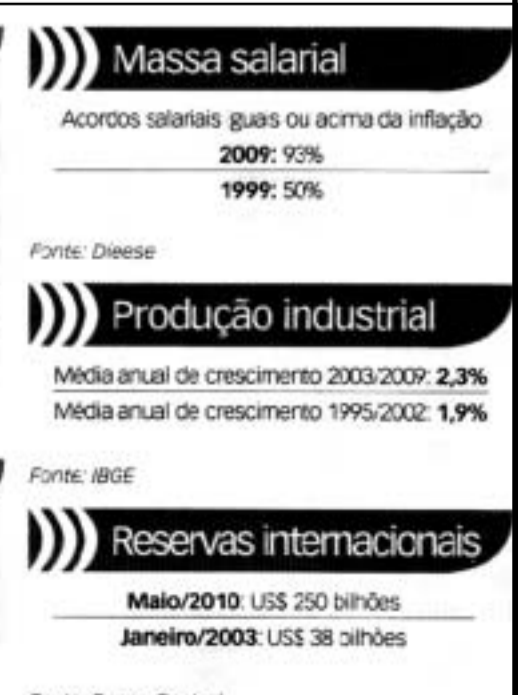 Massa salarial
Acordos salariais iguais ou acima da inflação
2009: 93%
1999: 50%
Fonte: Dieese
Produção industrial
Média anual de crescimento 2003/2009: 2,3%
Média anual de crescimento 1995/2002: 1,9%
Fonte: IBGE
Reservas internacionais
Maio/2010: US$ 250 bilhões
Janeiro/2003: US$ 38 bilhões